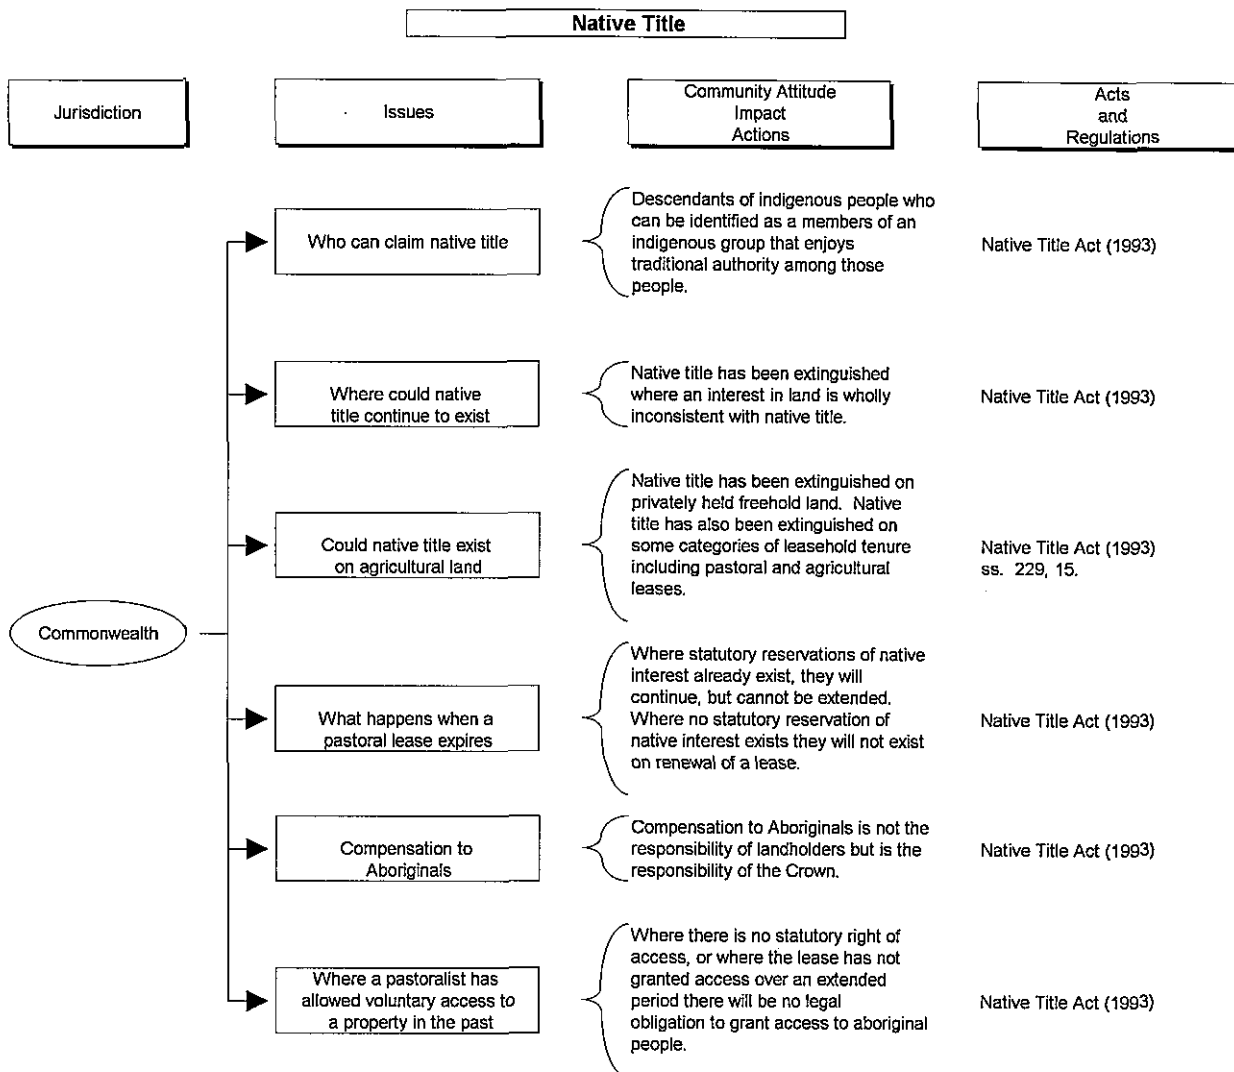 Native Title
Jurisdiction
Issues
Community Attitude
Impact
Actions
Acts
and
Regulations
Commonwealth
Who can claim native title
Descendants of indigenous people who
can be identified as a members of an
indigenous group that enjoys
traditional authority among those
people.
Native Title Act (1993)
Where could native
title continue to exist
Native title has been extinguished
where an interest in land is wholly
inconsistent with native title.
Native Title Act (1993)
Could native title exist
on agricultural land
Native title has been extinguished on
privately held freehold land. Native
title has also been extinguished on
some categories of leasehold tenure
including pastoral and agricultural
leases.
Native Title Act (1993)
ss. 229, 15.
What happens when a
pastoral lease expires
Where statutory reservations of native
interest already exist, they will
continue, but cannot be extended.
Where no statutory reservation of
native interest exists they will not exist
on renewal of a lease.
Native Title Act (1993)
Compensation to
Aboriginals
Compensation to Aboriginals is not the
responsibility of landholders but is the
responsibility of the Crown.
Native Title Act (1993)
Where a pastoralist has
allowed voluntary access to
a property in the past
Where there is no statutory right of
access, or where the lease has not
granted access over an extended
period there will be no legal
obligation to grant access to aboriginal
people.
Native Title Act (1993)